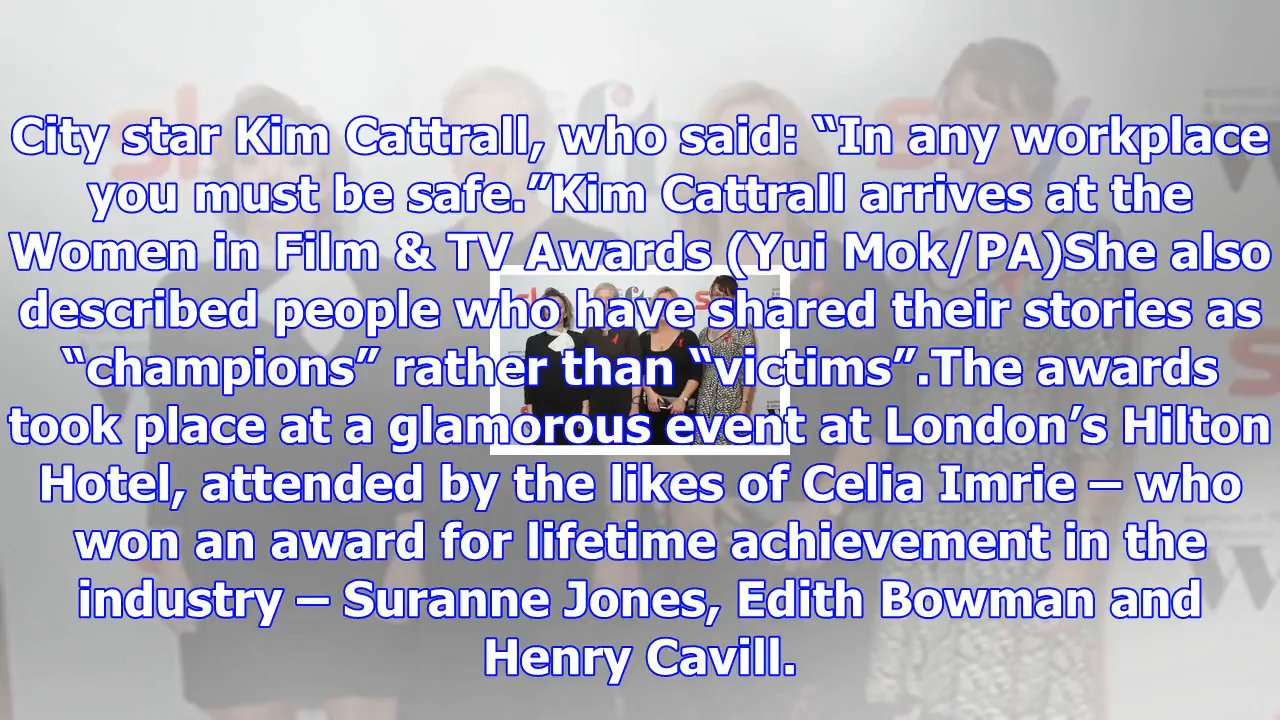 City star Kim Cattrall, who said: “In any workplace
you must be safe.”Kim Cattrall arrives at the
Women in Film & TV Awards (Yui Mok/PA)She also
described people who have shared their stories as
“champions” rather than “victims”.The awards
took place at a glamorous event at London’s Hilton
Hotel, attended by the likes of Celia Imrie – who
won an award for lifetime achievement in the
industry – Suranne Jones, Edith Bowman and
Henry Cavill.